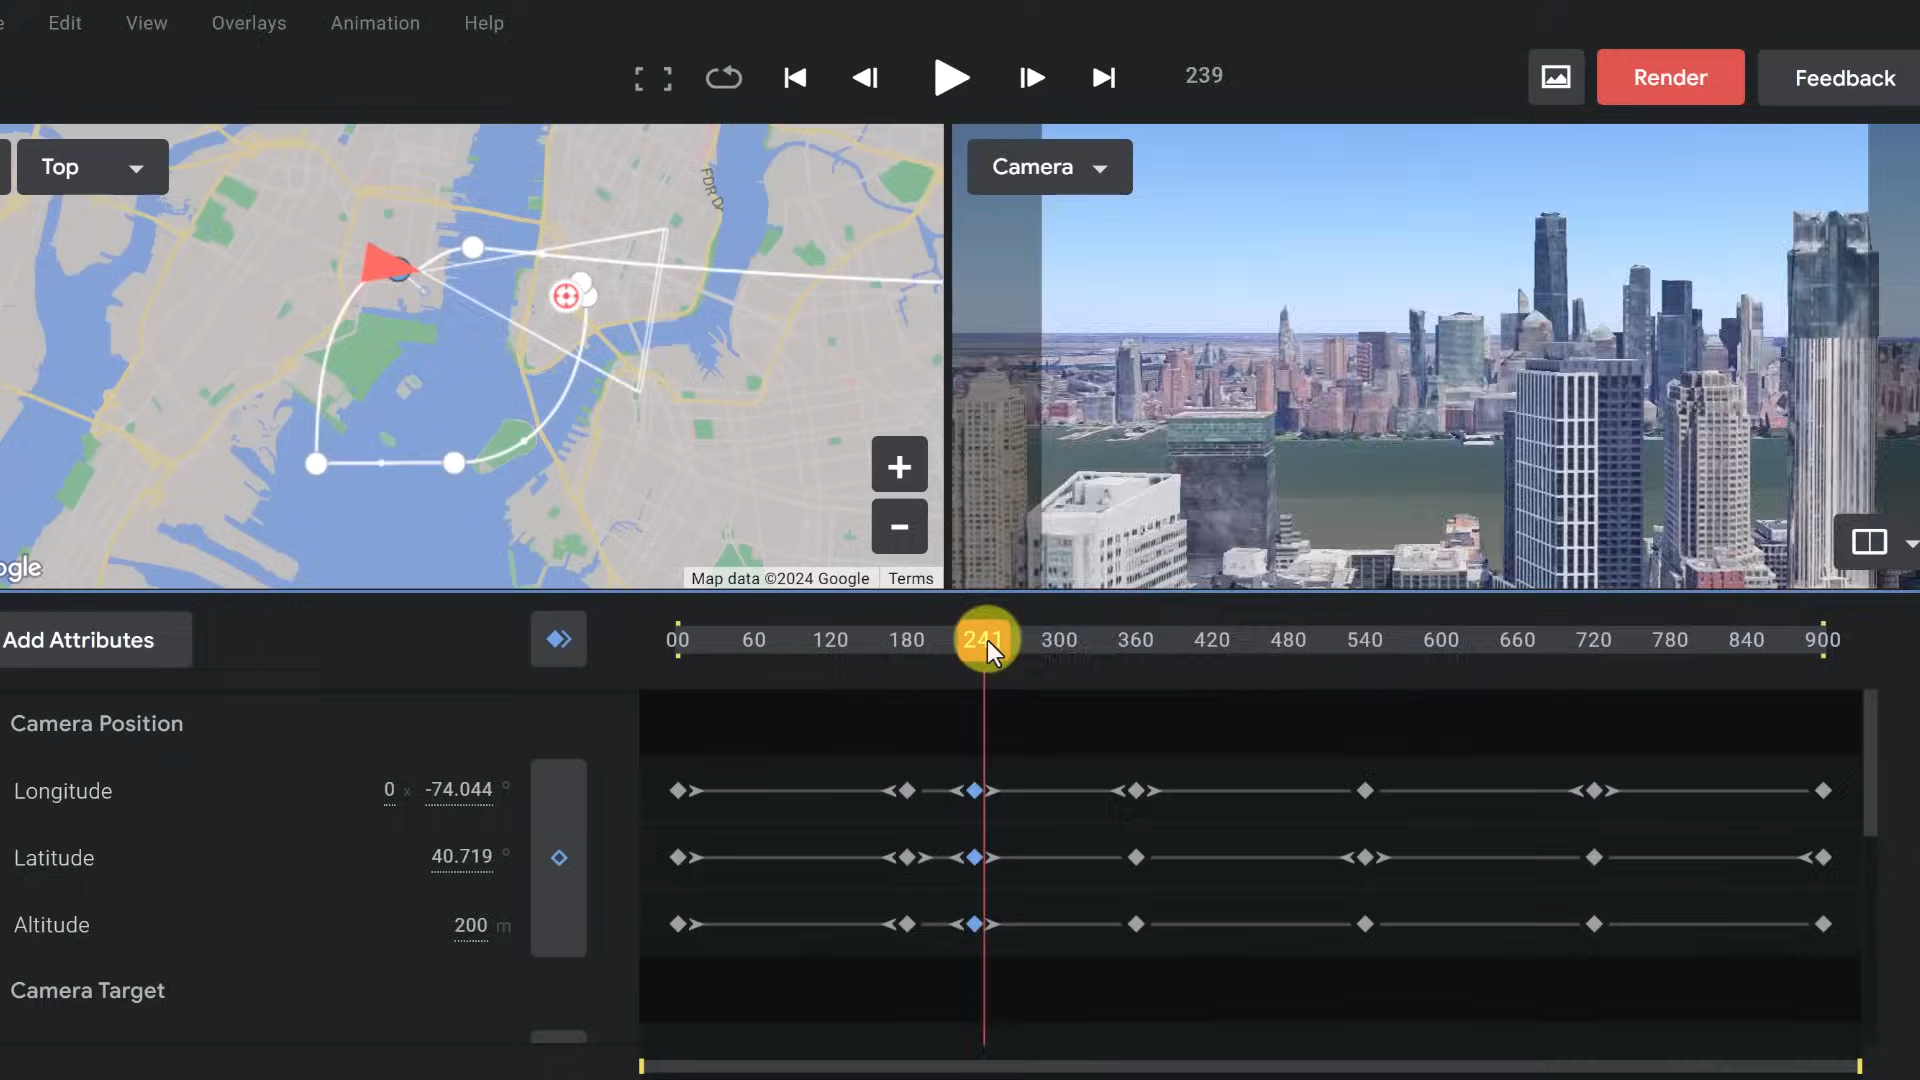 Edit View Overlays Animation Help
239
Render
Feedback
Top
Camera
FDR Dr
ogle
Map data ©2024 Google Terms
Add Attributes
00 60 120 180 241 300 360 420 480 540 600 660 720 780 840 900
Camera Position
Longitude 0 x -74.044 °
Latitude 40.719 °
Altitude 200 m
Camera Target